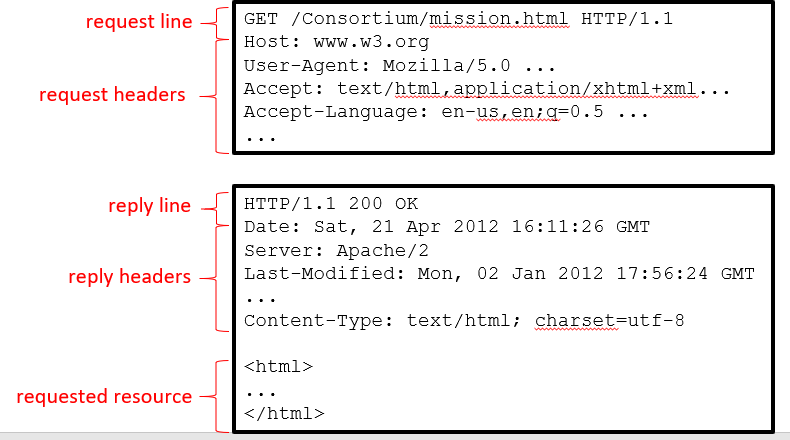 request line
GET /Consortium/mission.html HTTP/1.1
Host: www.w3.org
User-Agent: Mozilla/5.0 ...
request headers
Accept: text/html,application/xhtml+xml...
Accept-Language: en-us,en;q=0.5 ...
...
reply line
HTTP/1.1 200 OK
Date: Sat, 21 Apr 2012 16:11:26 GMT
Server: Apache/2
reply headers
Last-Modified: Mon, 02 Jan 2012 17:56:24 GMT
...
Content-Type: text/html; charset=utf-8
<html>
requested resource
...
</html>